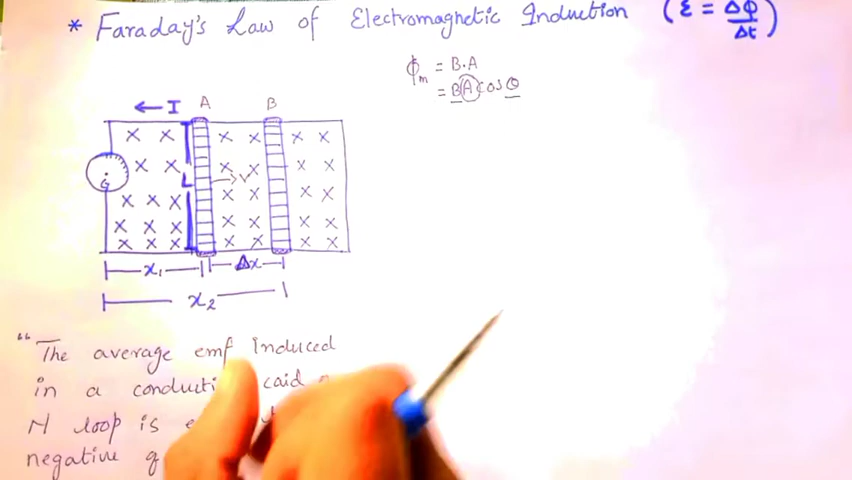 * Faraday's Law of Electromagnetic Induction (ε = ΔΦ/Δt)
Φm = B.A
= BA cos θ
← I A B
G L → v
x1 Δx
x2
“ The average emf induced
in a conducti caid
N loop is
negative